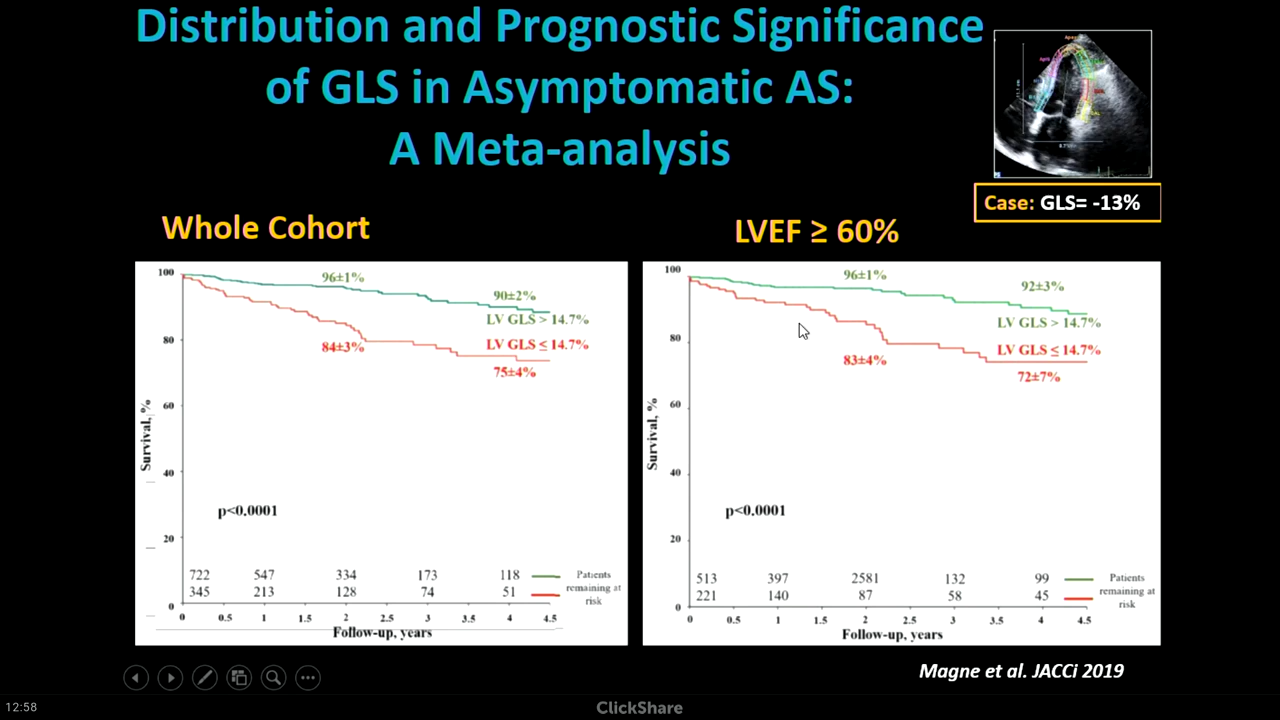 Distribution and Prognostic Significance
of GLS in Asymptomatic AS:
A Meta-analysis
Case: GLS= -13%
Whole Cohort
LVEF ≥ 60%
100
80
60
40
20
0
Survival, %
96±1%
90±2%
LV GLS > 14.7%
LV GLS ≤ 14.7%
84±3%
75±4%
p<0.0001
722 547 334 173 118
345 213 128 74 51
Patients
remaining at
risk
0 0.5 1 1.5 2 2.5 3 3.5 4 4.5
Follow-up, years
100
80
60
40
20
0
Survival, %
96±1%
92±3%
LV GLS > 14.7%
LV GLS ≤ 14.7%
83±4%
72±7%
p<0.0001
513 397 2581 132 99
221 140 87 58 45
Patients
remaining at
risk
0 0.5 1 1.5 2 2.5 3 3.5 4 4.5
Follow-up, years
Magne et al. JACCi 2019
12:58
ClickShare